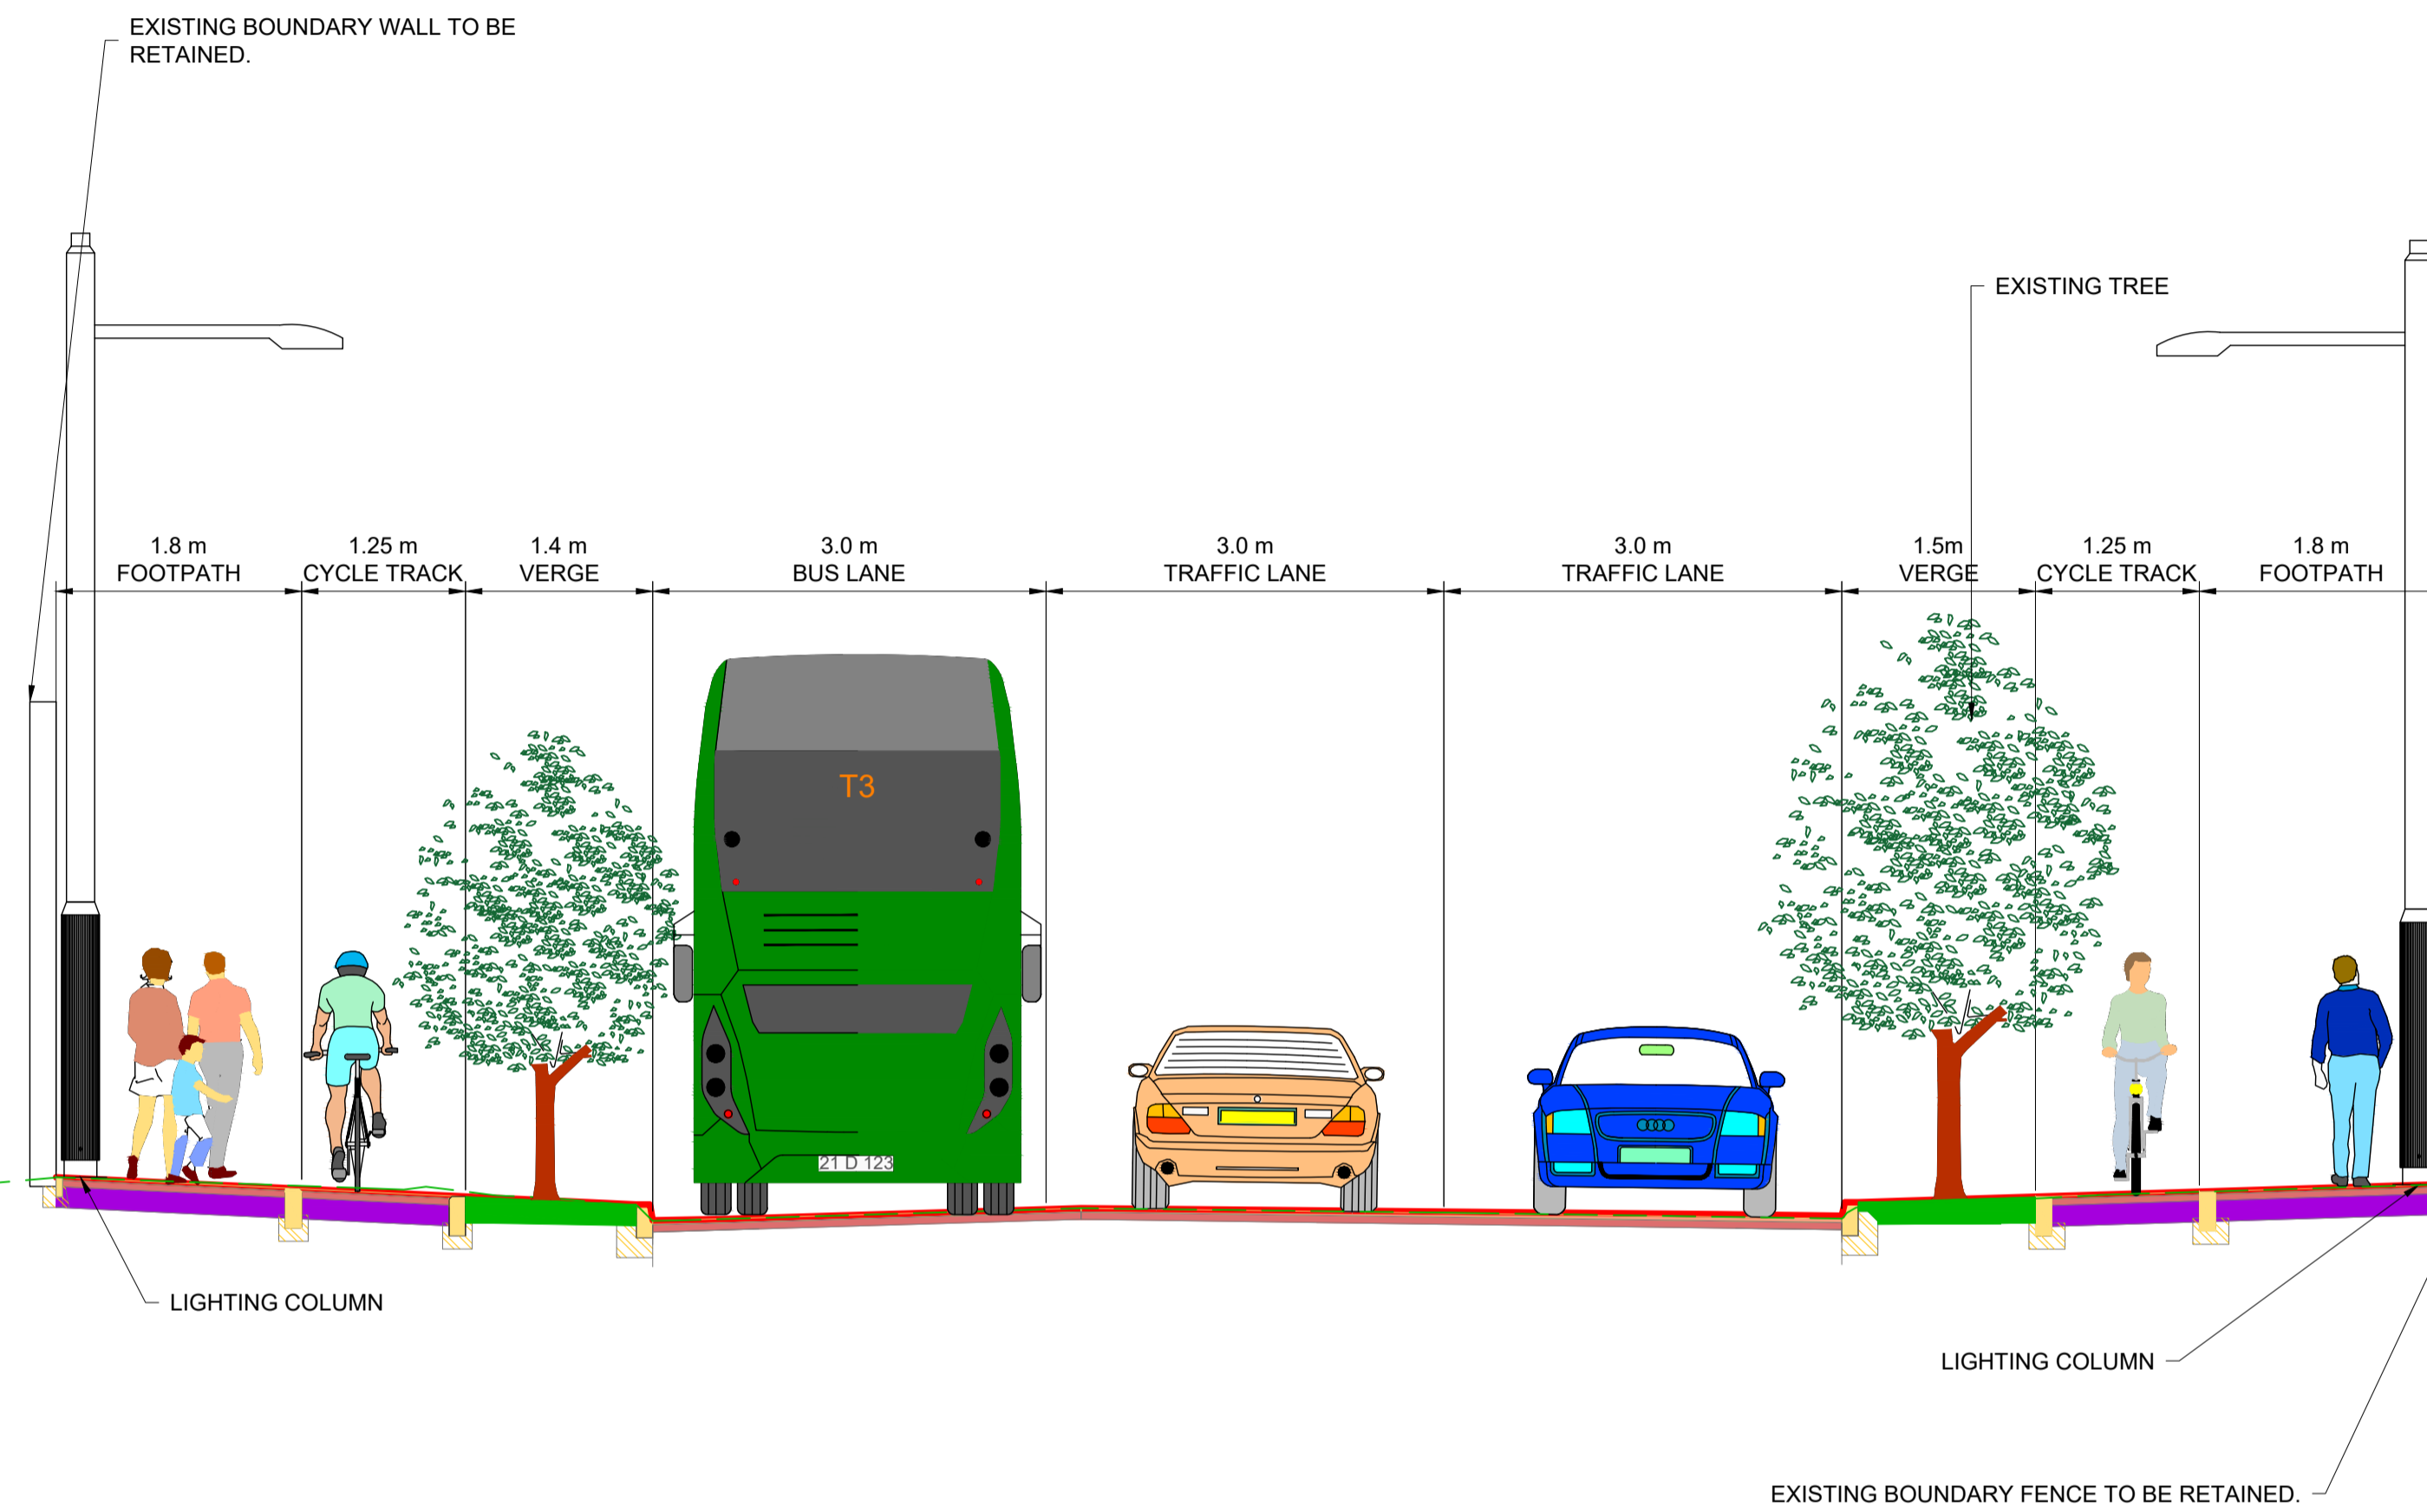 EXISTING BOUNDARY WALL TO BE
RETAINED.
EXISTING TREE
1.8 m
FOOTPATH
1.25 m
CYCLE TRACK
1.4 m
VERGE
3.0 m
BUS LANE
3.0 m
TRAFFIC LANE
3.0 m
TRAFFIC LANE
1.5m
VERGE
1.25 m
CYCLE TRACK
1.8 m
FOOTPATH
T3
21 D 123
LIGHTING COLUMN
LIGHTING COLUMN
EXISTING BOUNDARY FENCE TO BE RETAINED.